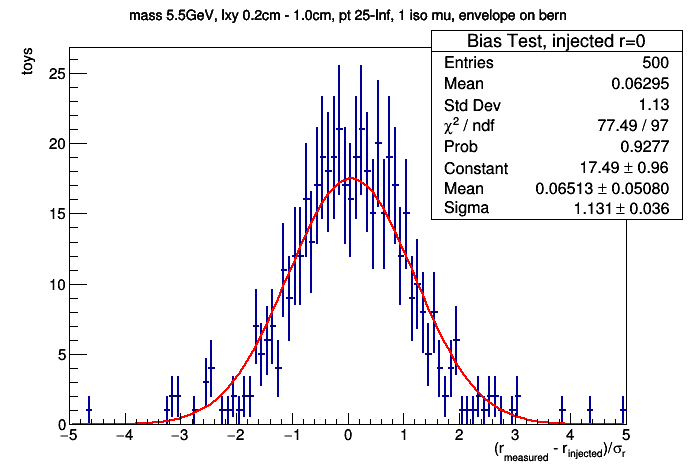 mass 5.5GeV, lxy 0.2cm - 1.0cm, pt 25-Inf, 1 iso mu, envelope on bern
Bias Test, injected r=0
Entries 500
Mean 0.06295
Std Dev 1.13
χ² / ndf 77.49 / 97
Prob 0.9277
Constant 17.49 ± 0.96
Mean 0.06513 ± 0.05080
Sigma 1.131 ± 0.036
toys
25
20
15
10
5
0
−5 −4 −3 −2 −1 0 1 2 3 4 5
(r_measured - r_injected)/σ_r